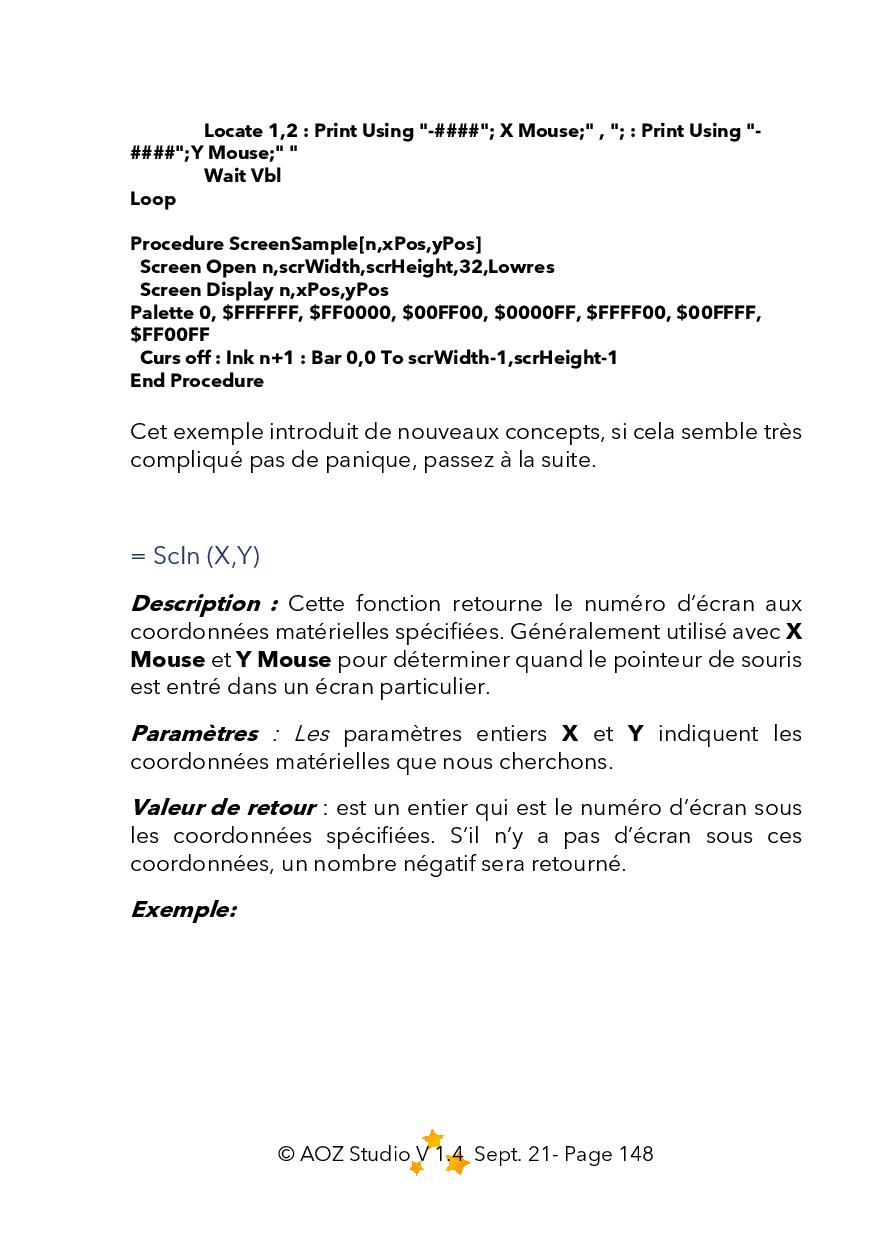 Locate 1,2 : Print Using "-####"; X Mouse;" , "; : Print Using "-
####";Y Mouse;" "
Wait Vbl
Loop
Procedure ScreenSample[n,xPos,yPos]
Screen Open n,scrWidth,scrHeight,32,Lowres
Screen Display n,xPos,yPos
Palette 0, $FFFFFF, $FF0000, $00FF00, $0000FF, $FFFF00, $00FFFF,
$FF00FF
Curs off : Ink n+1 : Bar 0,0 To scrWidth-1,scrHeight-1
End Procedure
Cet exemple introduit de nouveaux concepts, si cela semble très
compliqué pas de panique, passez à la suite.
= ScIn (X,Y)
Description : Cette fonction retourne le numéro d’écran aux
coordonnées matérielles spécifiées. Généralement utilisé avec X
Mouse et Y Mouse pour déterminer quand le pointeur de souris
est entré dans un écran particulier.
Paramètres : Les paramètres entiers X et Y indiquent les
coordonnées matérielles que nous cherchons.
Valeur de retour : est un entier qui est le numéro d’écran sous
les coordonnées spécifiées. S’il n’y a pas d’écran sous ces
coordonnées, un nombre négatif sera retourné.
Exemple:
© AOZ Studio V 1.4 Sept. 21- Page 148